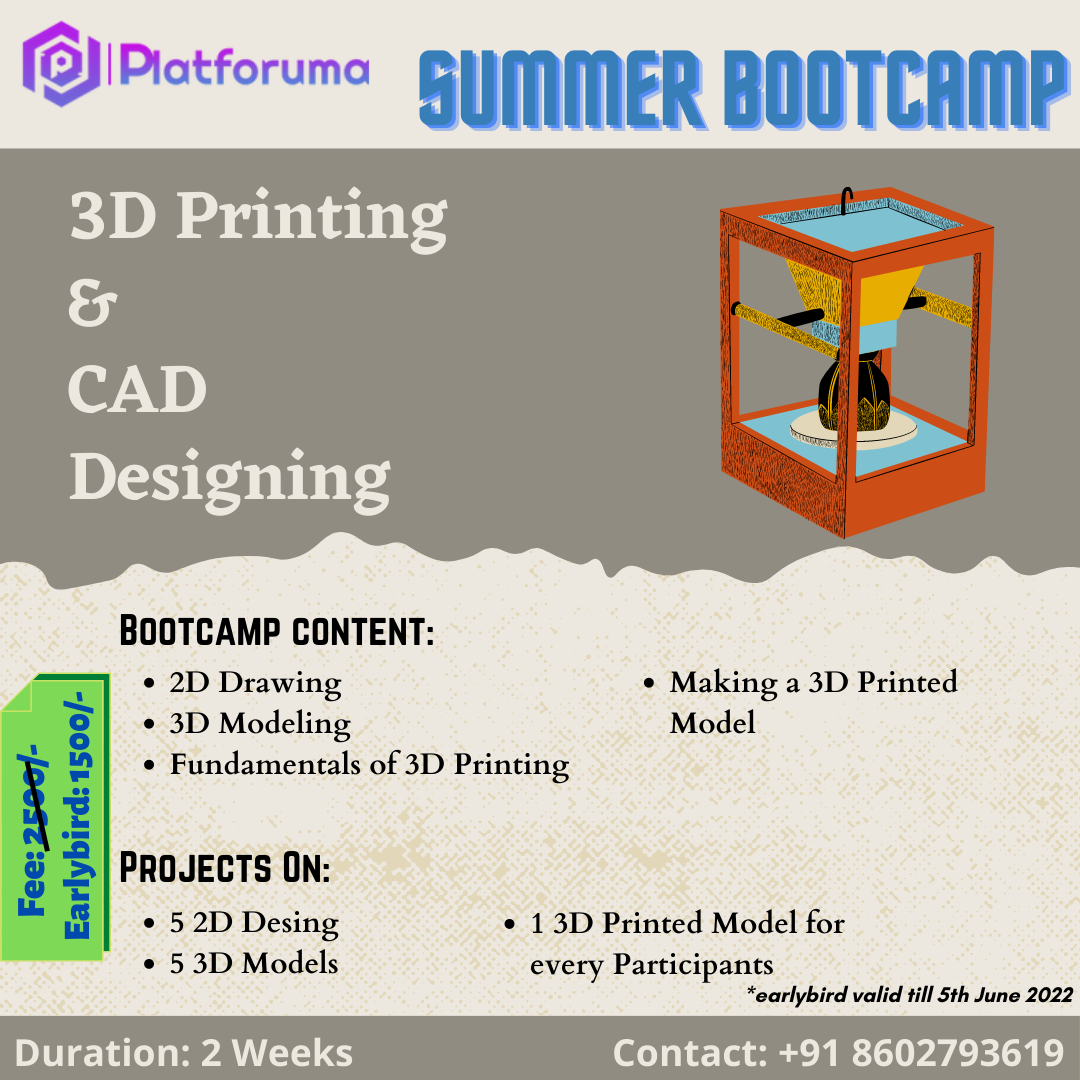 Platforuma
SUMMER BOOTCAMP
3D Printing
&
CAD
Designing
Bootcamp content:
• 2D Drawing
• 3D Modeling
• Fundamentals of 3D Printing
• Making a 3D Printed
Model
Fee: 2500/-
Earlybird: 1500/-
Projects On:
• 5 2D Desing
• 5 3D Models
• 1 3D Printed Model for
every Participants
*earlybird valid till 5th June 2022
Duration: 2 Weeks
Contact: +91 8602793619